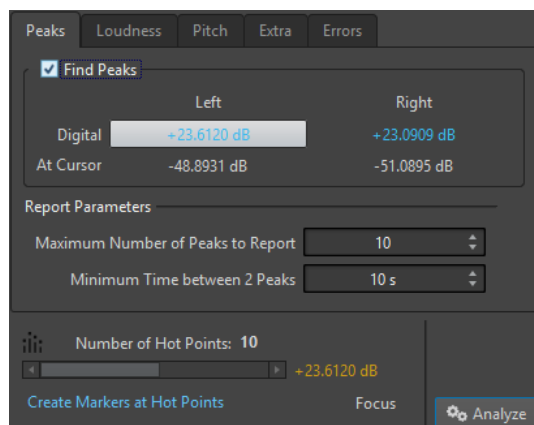 Peaks Loudness Pitch Extra Errors
Find Peaks
Left Right
Digital +23.6120 dB +23.0909 dB
At Cursor -48.8931 dB -51.0895 dB
Report Parameters
Maximum Number of Peaks to Report 10
Minimum Time between 2 Peaks 10 s
Number of Hot Points: 10
+23.6120 dB
Create Markers at Hot Points Focus
Analyze